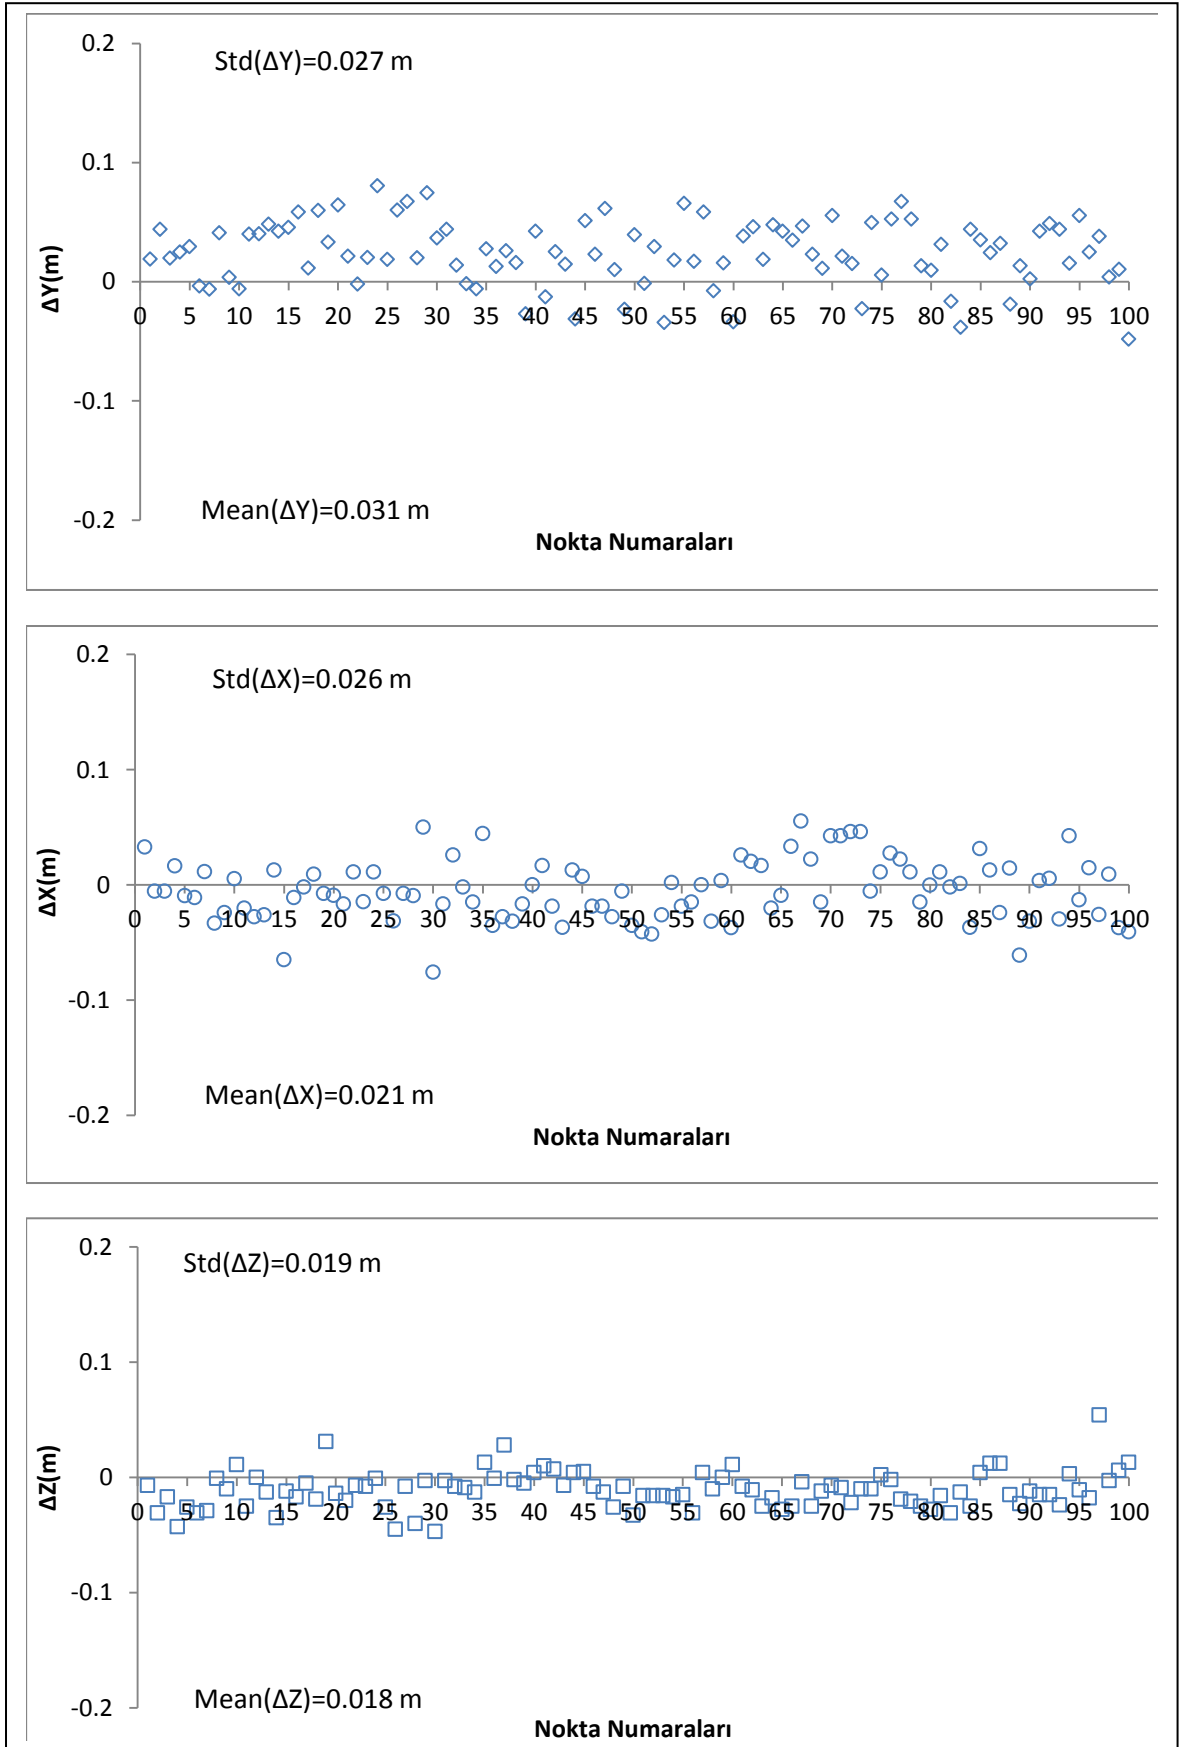 0.2
Std(ΔY)=0.027 m
0.1
ΔY(m)
0
0 5 10 15 20 25 30 35 40 45 50 55 60 65 70 75 80 85 90 95 100
-0.1
Mean(ΔY)=0.031 m
-0.2
Nokta Numaraları
0.2
Std(ΔX)=0.026 m
0.1
ΔX(m)
0
0 5 10 15 20 25 30 35 40 45 50 55 60 65 70 75 80 85 90 95 100
-0.1
Mean(ΔX)=0.021 m
-0.2
Nokta Numaraları
0.2
Std(ΔZ)=0.019 m
0.1
ΔZ(m)
0
0 5 10 15 20 25 30 35 40 45 50 55 60 65 70 75 80 85 90 95 100
-0.1
Mean(ΔZ)=0.018 m
-0.2
Nokta Numaraları